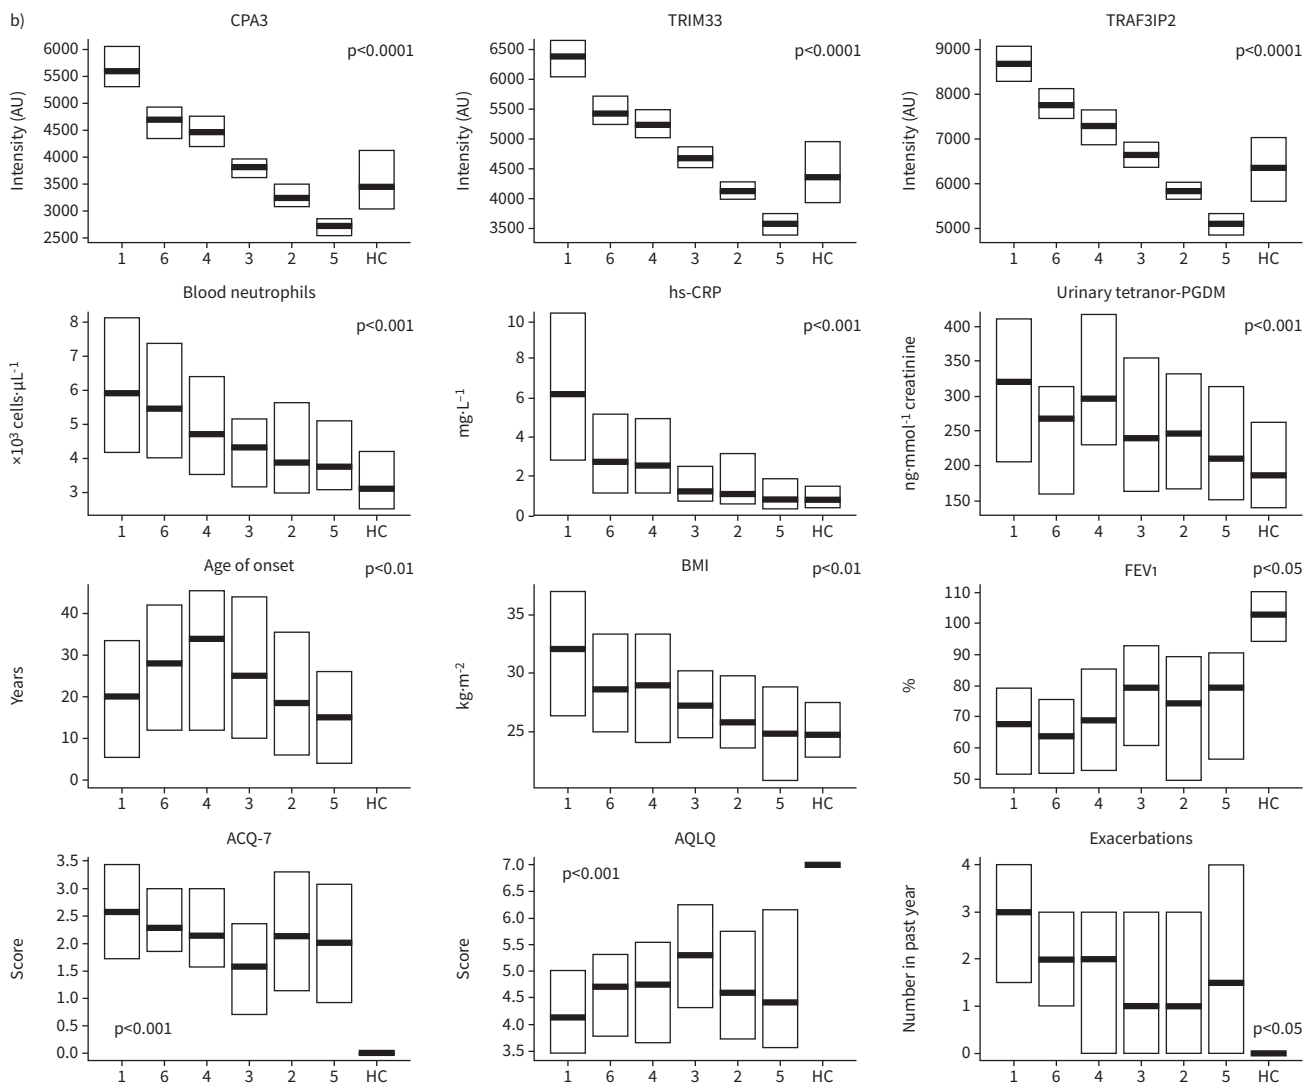 b)
CPA3
Intensity (AU)
6000
5500
5000
4500
4000
3500
3000
2500
p<0.0001
1 6 4 3 2 5 HC
TRIM33
Intensity (AU)
6500
6000
5500
5000
4500
4000
3500
p<0.0001
1 6 4 3 2 5 HC
TRAF3IP2
Intensity (AU)
9000
8000
7000
6000
5000
p<0.0001
1 6 4 3 2 5 HC
Blood neutrophils
×10³ cells·µL⁻¹
8
7
6
5
4
3
p<0.001
1 6 4 3 2 5 HC
hs-CRP
mg·L⁻¹
10
8
6
4
2
0
p<0.001
1 6 4 3 2 5 HC
Urinary tetranor-PGDM
ng·mmol⁻¹ creatinine
400
350
300
250
200
150
p<0.001
1 6 4 3 2 5 HC
Age of onset
Years
40
30
20
10
0
p<0.01
1 6 4 3 2 5 HC
BMI
kg·m⁻²
35
30
25
p<0.01
1 6 4 3 2 5 HC
FEV1
%
110
100
90
80
70
60
50
p<0.05
1 6 4 3 2 5 HC
ACQ-7
Score
3.5
3.0
2.5
2.0
1.5
1.0
0.5
0.0
p<0.001
1 6 4 3 2 5 HC
AQLQ
Score
7.0
6.5
6.0
5.5
5.0
4.5
4.0
3.5
p<0.001
1 6 4 3 2 5 HC
Exacerbations
Number in past year
4
3
2
1
0
p<0.05
1 6 4 3 2 5 HC